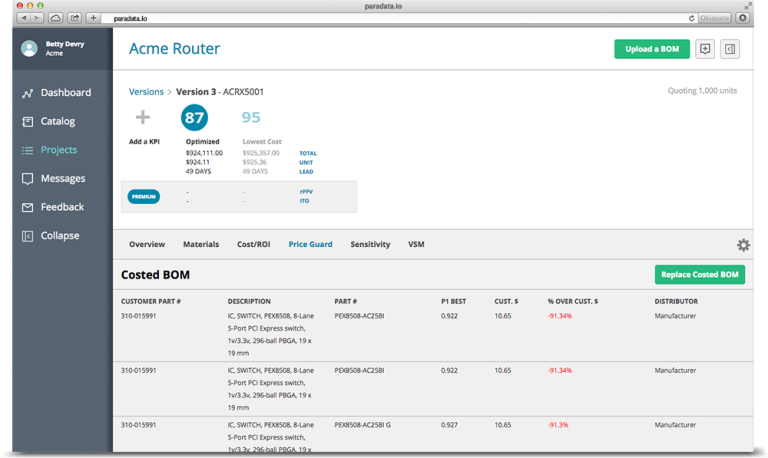 paradata.io
paradata.io
Okuyucu
Betty Devry
Acme
Dashboard
Catalog
Projects
Messages
Feedback
Collapse
Acme Router
Upload a BOM
Versions > Version 3 - ACRX5001
Quoting 1,000 units
87
95
Add a KPI
Optimized
Lowest Cost
$924,111.00
$925,357.00
TOTAL
$924.11
$925.36
UNIT
49 DAYS
49 DAYS
LEAD
PREMIUM
- - rPPV
- - ITO
Overview Materials Cost/ROI Price Guard Sensitivity VSM
Costed BOM
Replace Costed BOM
CUSTOMER PART # DESCRIPTION PART # P1 BEST CUST. $ % OVER CUST. $ DISTRIBUTOR
310-015991 IC, SWITCH, PEX8508, 8-Lane PEX8508-AC25BI 0.922 10.65 -91.34% Manufacturer
5-Port PCI Express switch,
1v/3.3v, 296-ball PBGA, 19 x
19 mm
310-015991 IC, SWITCH, PEX8508, 8-Lane PEX8508-AC25BI 0.922 10.65 -91.34% Manufacturer
5-Port PCI Express switch,
1v/3.3v, 296-ball PBGA, 19 x
19 mm
310-015991 IC, SWITCH, PEX8508, 8-Lane PEX8508-AC25BI G 0.927 10.65 -91.3% Manufacturer
5-Port PCI Express switch,
1v/3.3v, 296-ball PBGA, 19 x